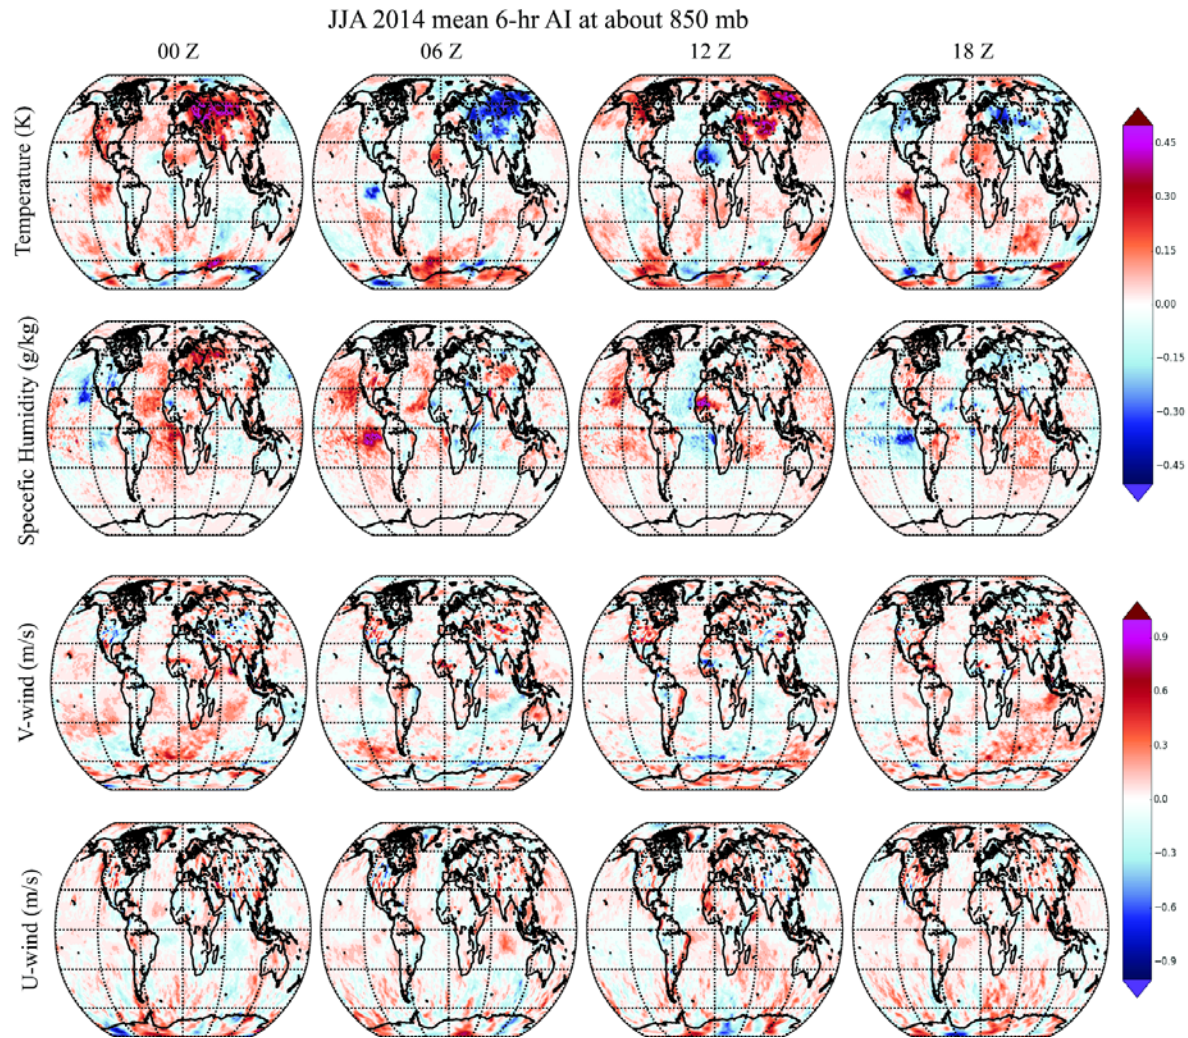 JJA 2014 mean 6-hr AI at about 850 mb
00 Z
06 Z
12 Z
18 Z
Temperature (K)
0.45
0.30
0.15
0.00
−0.15
−0.30
−0.45
Specefic Humidity (g/kg)
V-wind (m/s)
0.9
0.6
0.3
0.0
−0.3
−0.6
−0.9
U-wind (m/s)